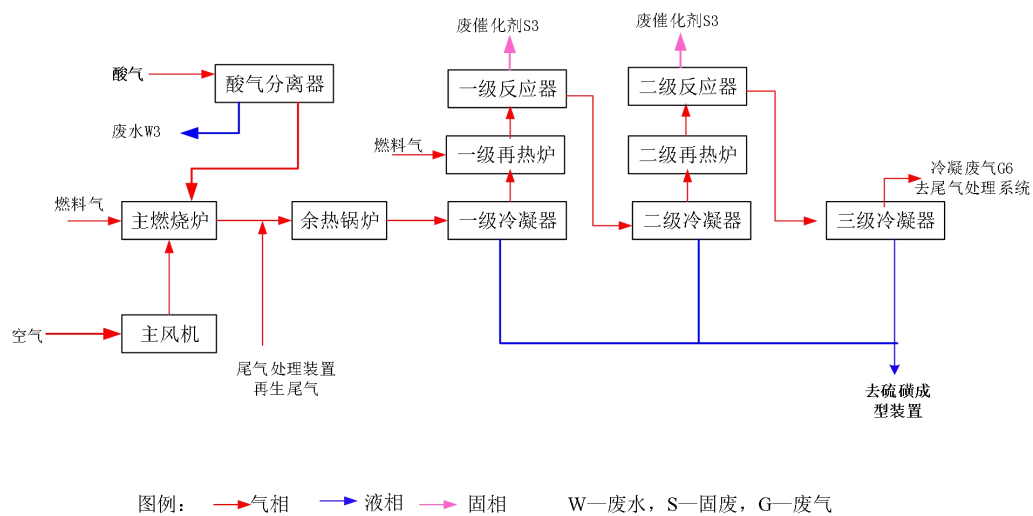 废催化剂S3
废催化剂S3
酸气
酸气分离器
一级反应器
二级反应器
废水W3
燃料气
一级再热炉
二级再热炉
冷凝废气G6
去尾气处理系统
燃料气
主燃烧炉
余热锅炉
一级冷凝器
二级冷凝器
三级冷凝器
空气
主风机
尾气处理装置
再生尾气
去硫磺成
型装置
图例： 气相 液相 固相 W—废水，S—固废，G—废气